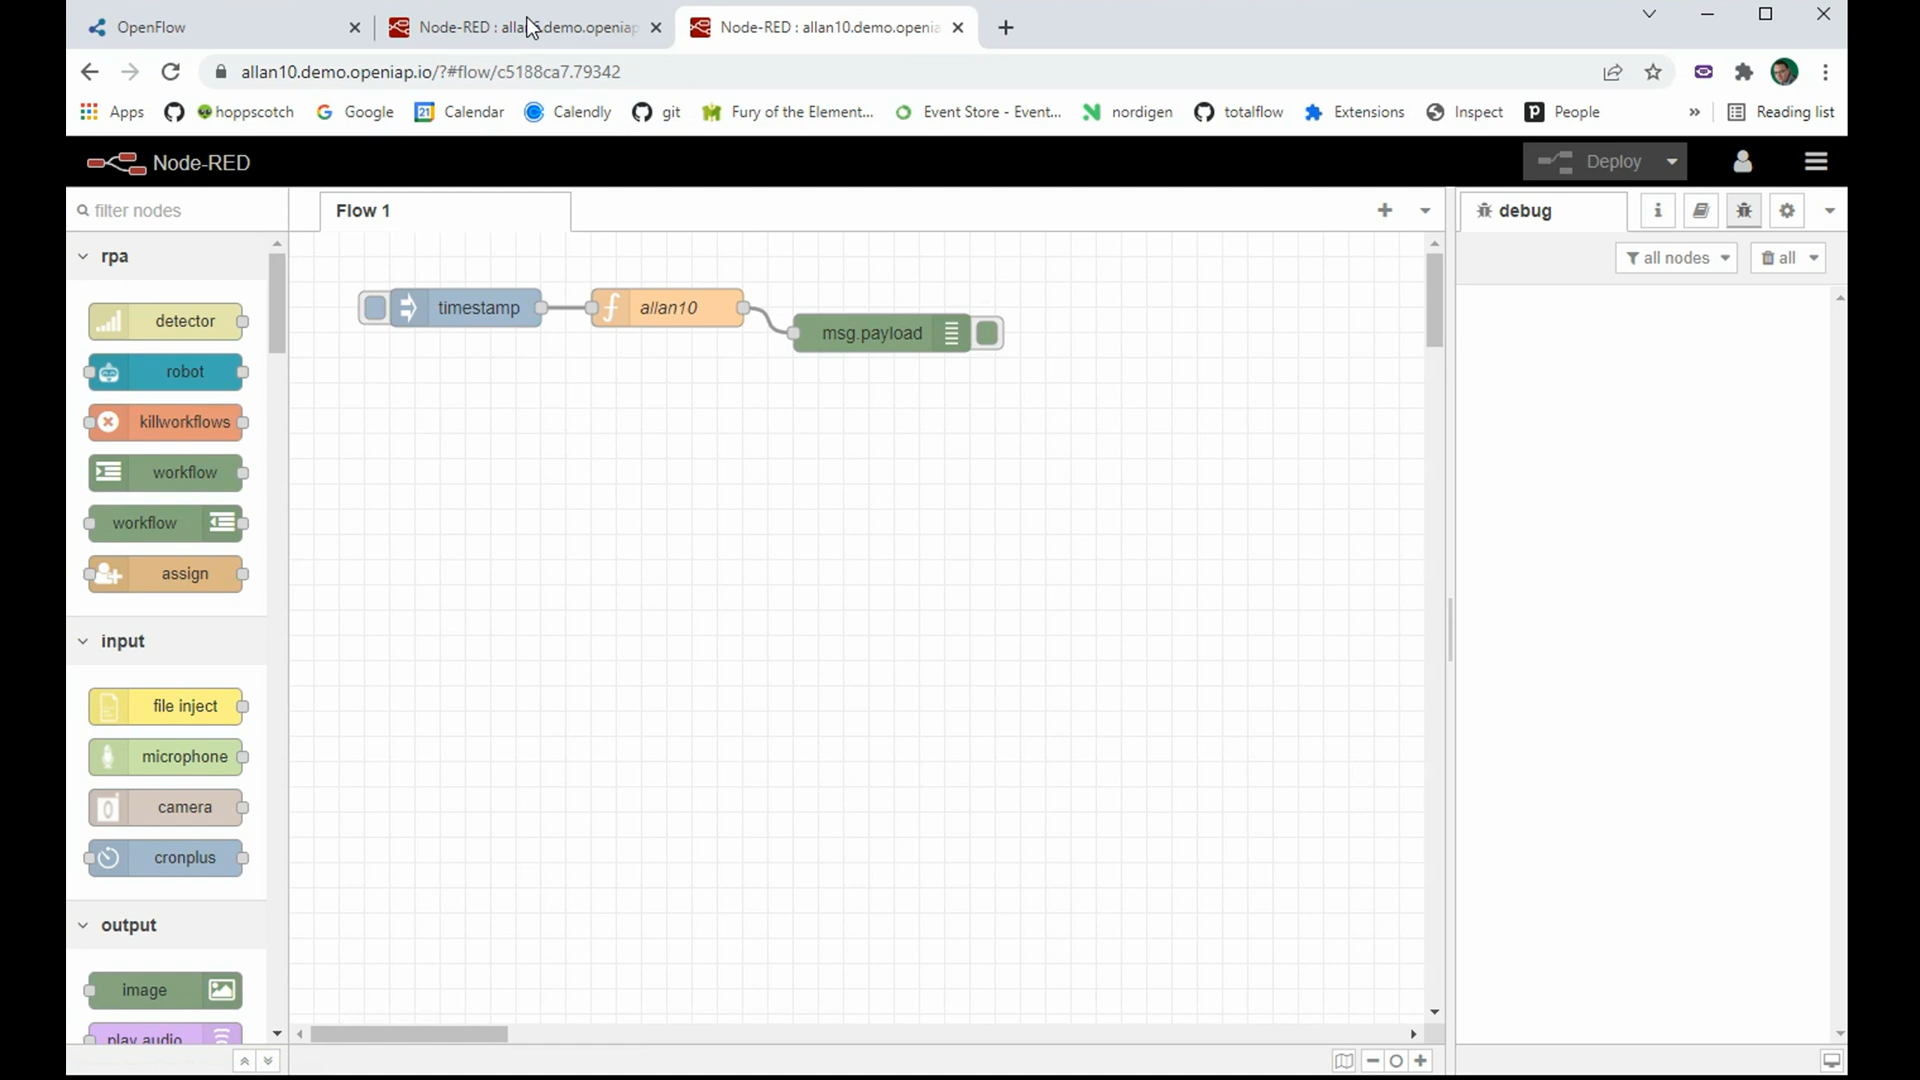 OpenFlow
Node-RED : allan5.demo.openiap
Node-RED : allan10.demo.openia
allan10.demo.openiap.io/?#flow/c5188ca7.79342
Apps
hoppscotch
Google
Calendar
Calendly
git
Fury of the Element...
Event Store - Event...
nordigen
totalflow
Extensions
Inspect
People
»
Reading list
Node-RED
Deploy
filter nodes
Flow 1
debug
all nodes
all
rpa
detector
robot
killworkflows
workflow
workflow
assign
input
file inject
microphone
camera
cronplus
output
image
play audio
timestamp
allan10
msg.payload